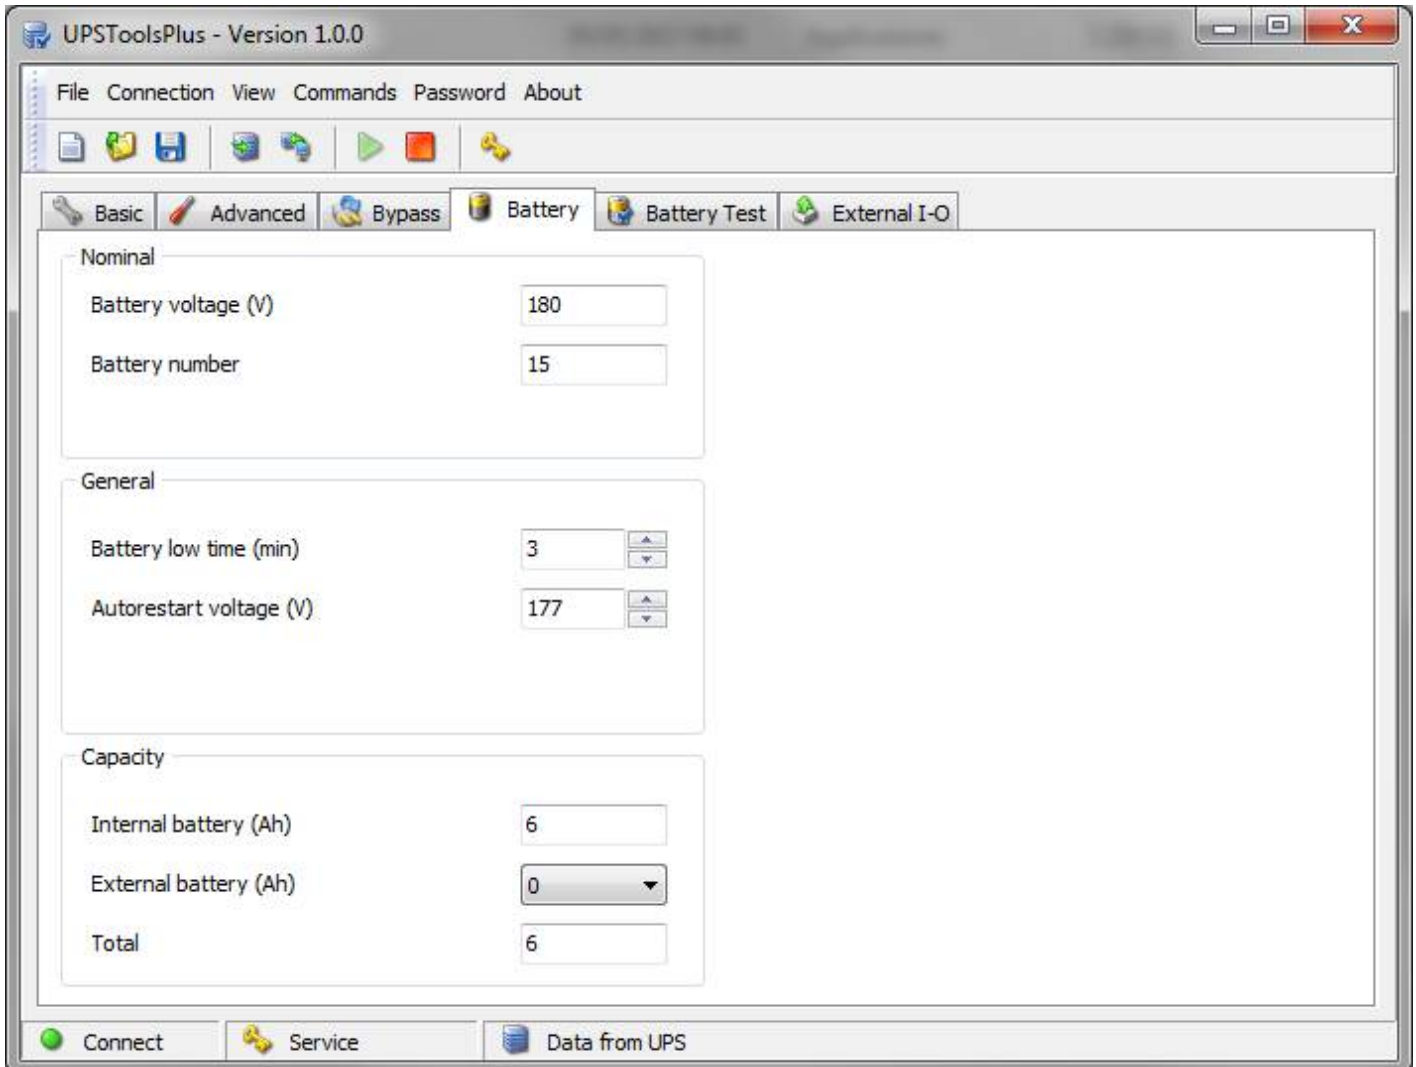 UPSToolsPlus - Version 1.0.0
File Connection View Commands Password About
Basic Advanced Bypass Battery Battery Test External I-O
Nominal
Battery voltage (V) 180
Battery number 15
General
Battery low time (min) 3
Autorestart voltage (V) 177
Capacity
Internal battery (Ah) 6
External battery (Ah) 0
Total 6
Connect Service Data from UPS